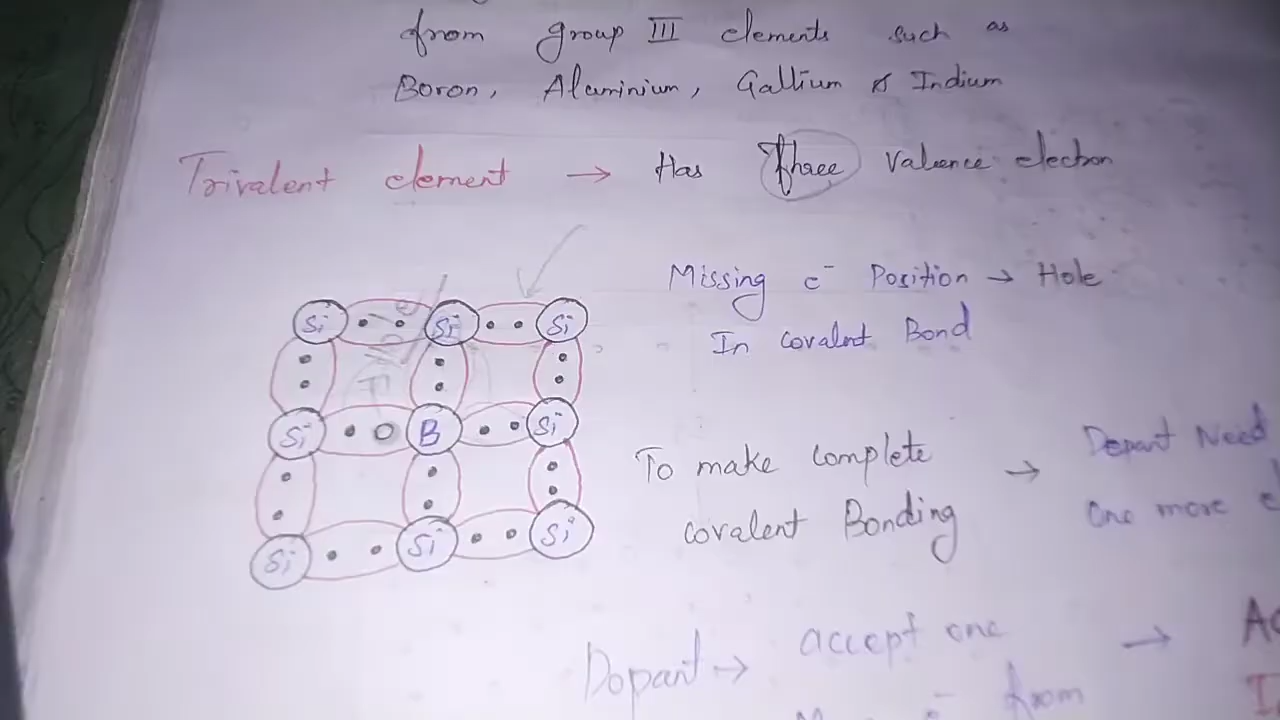 from group III elements such as
Boron, Aluminium, Gallium & Indium
Trivalent element → Has Three Valence electron
Missing e⁻ Position → Hole
In covalent Bond
Si Si Si
Si B Si
Si Si Si
To make complete → Dopant Need
covalent Bonding one more
Dopant → accept one →
e⁻ from